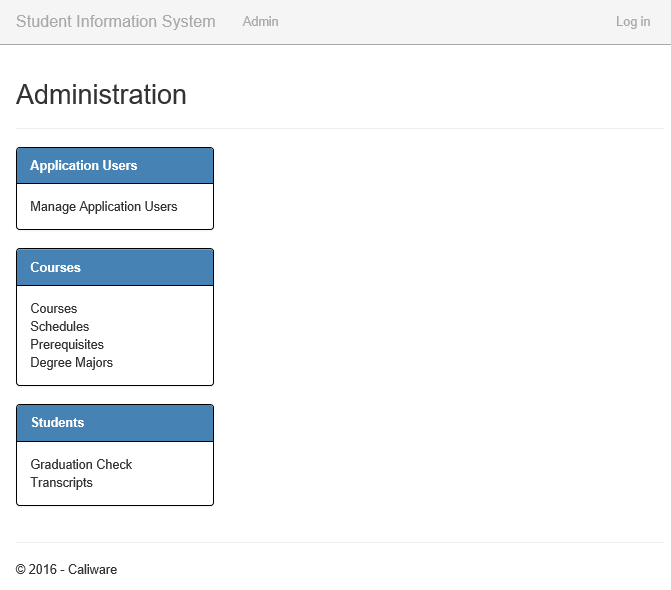 Student Information System Admin Log in
Administration
Application Users
Manage Application Users
Courses
Courses
Schedules
Prerequisites
Degree Majors
Students
Graduation Check
Transcripts
© 2016 - Caliware